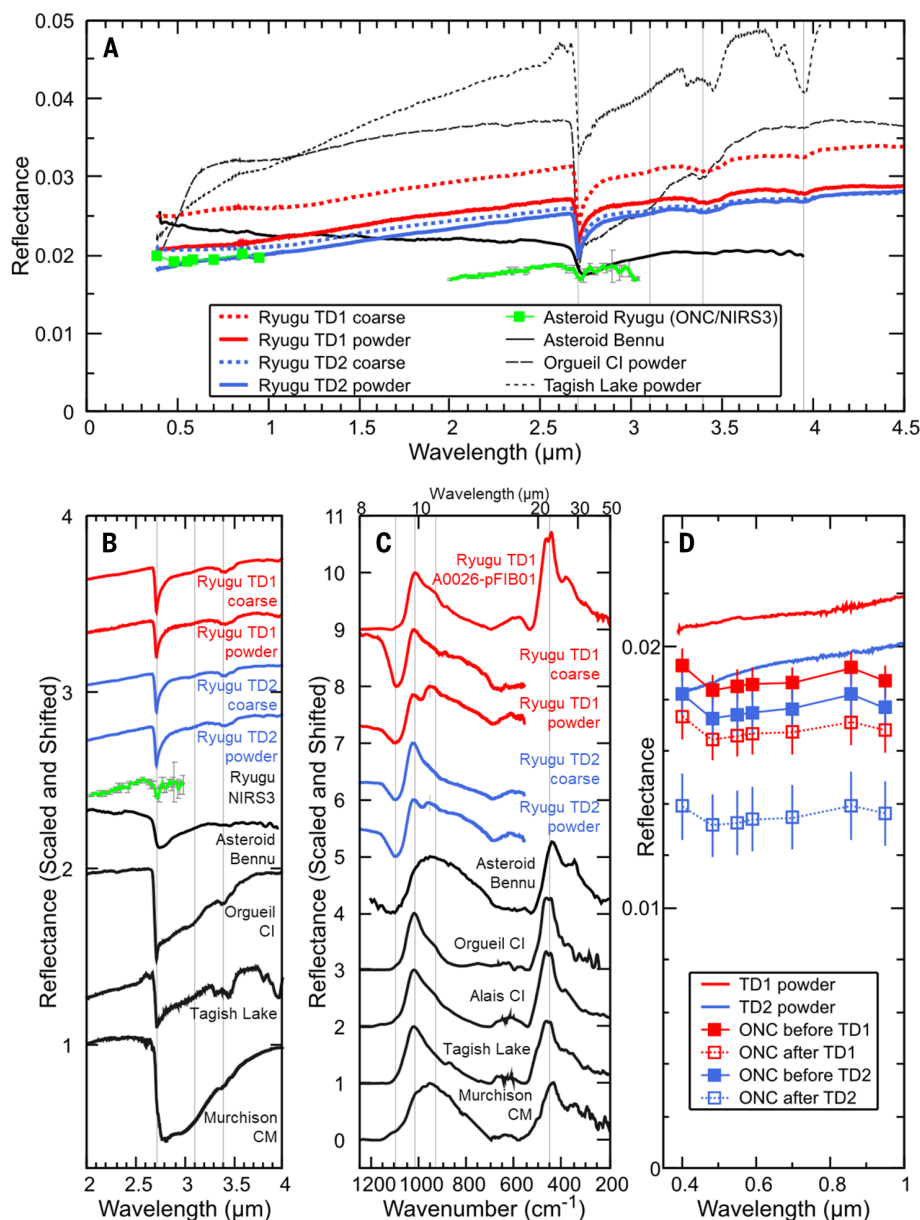 A
0.05
0.04
0.03
0.02
0.01
0
Reflectance
Ryugu TD1 coarse
Ryugu TD1 powder
Ryugu TD2 coarse
Ryugu TD2 powder
Asteroid Ryugu (ONC/NIRS3)
Asteroid Bennu
Orgueil CI powder
Tagish Lake powder
0 0.5 1 1.5 2 2.5 3 3.5 4 4.5
Wavelength (µm)
B
4
3
2
1
Reflectance (Scaled and Shifted)
Ryugu TD1
coarse
Ryugu TD1
powder
Ryugu TD2
coarse
Ryugu TD2
powder
Ryugu
NIRS3
Asteroid
Bennu
Orgueil
CI
Tagish Lake
Murchison
CM
2 3 4
Wavelength (µm)
Wavelength (µm)
8 10 20 30 50
C
11
10
9
8
7
6
5
4
3
2
1
0
Reflectance (Scaled and Shifted)
Ryugu TD1
A0026-pFIB01
Ryugu TD1
coarse
Ryugu TD1
powder
Ryugu TD2
coarse
Ryugu TD2
powder
Asteroid
Bennu
Orgueil CI
Alais CI
Tagish Lake
Murchison
CM
1200 1000 800 600 400 200
Wavenumber (cm⁻¹)
D
0.02
0.01
0
Reflectance
TD1 powder
TD2 powder
ONC before TD1
ONC after TD1
ONC before TD2
ONC after TD2
0.4 0.6 0.8 1
Wavelength (µm)